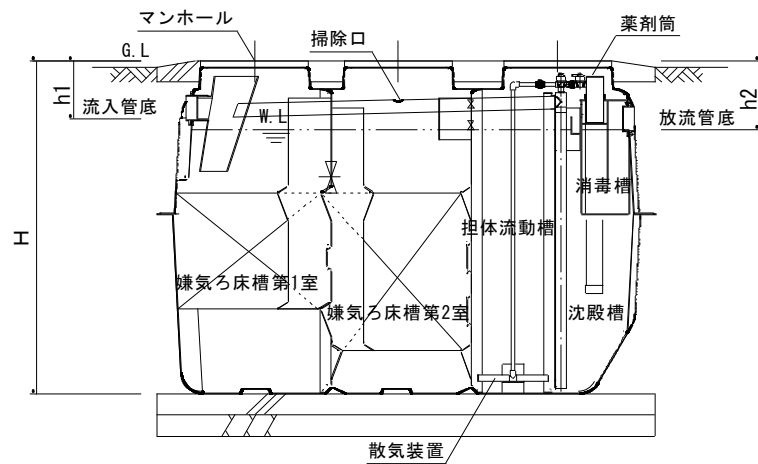 マンホール
薬剤筒
掃除口
G.L
h1
流入管底
W.L
放流管底
h2
消毒槽
H
担体流動槽
嫌気ろ床槽第1室
嫌気ろ床槽第2室
沈殿槽
散気装置